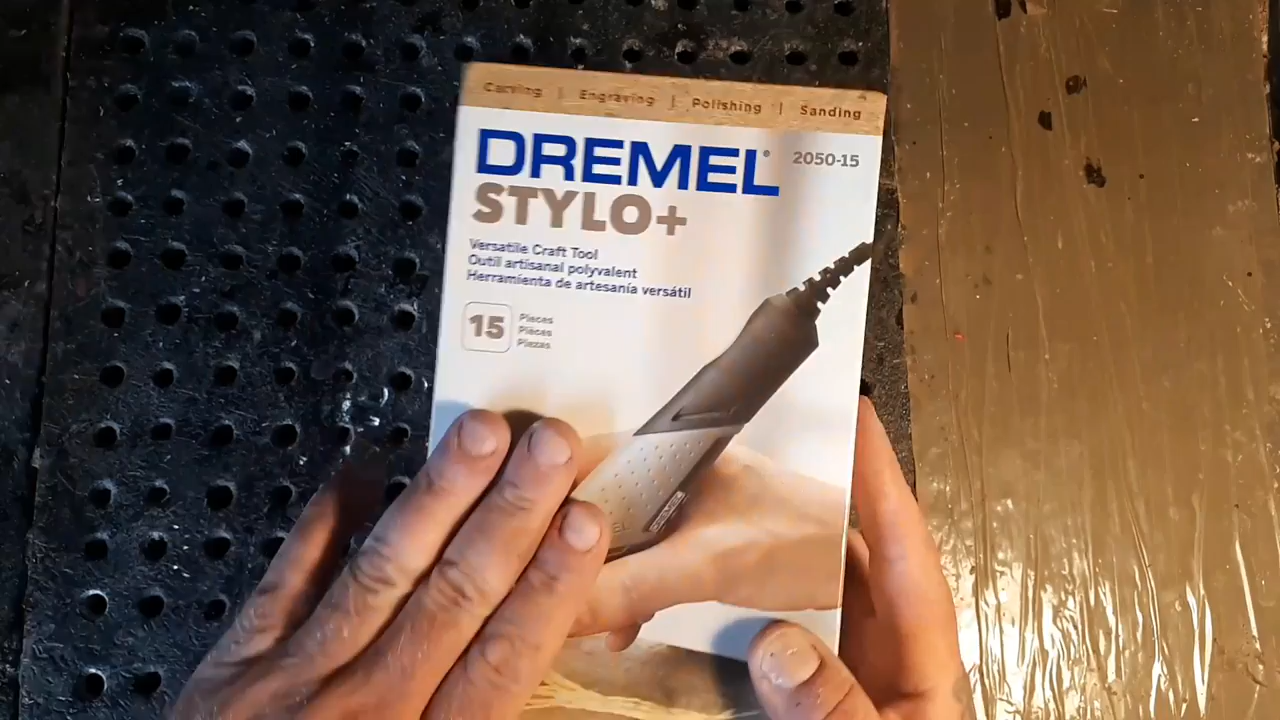 Carving | Engraving | Polishing | Sanding
DREMEL® 2050-15
STYLO+
Versatile Craft Tool
Outil artisanal polyvalent
Herramienta de artesanía versátil
15 Pieces
Pièces
Piezas
DREMEL